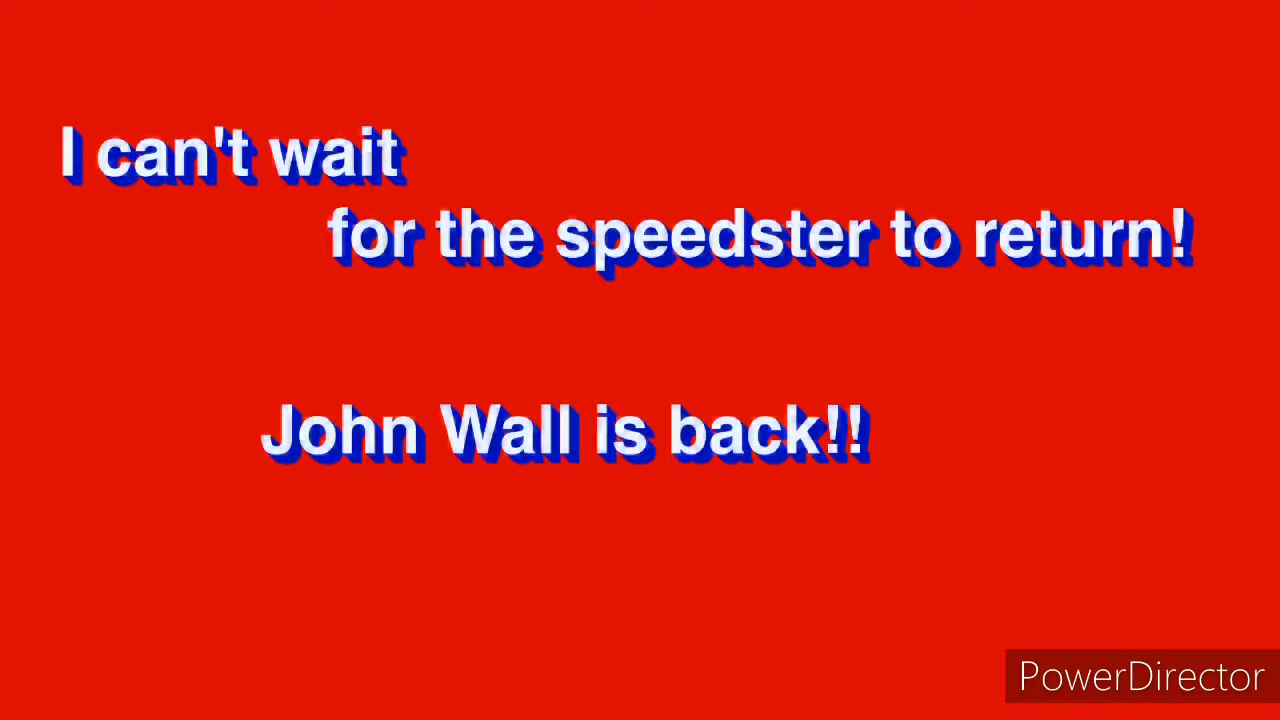 I can't wait
for the speedster to return!
John Wall is back!!
PowerDirector